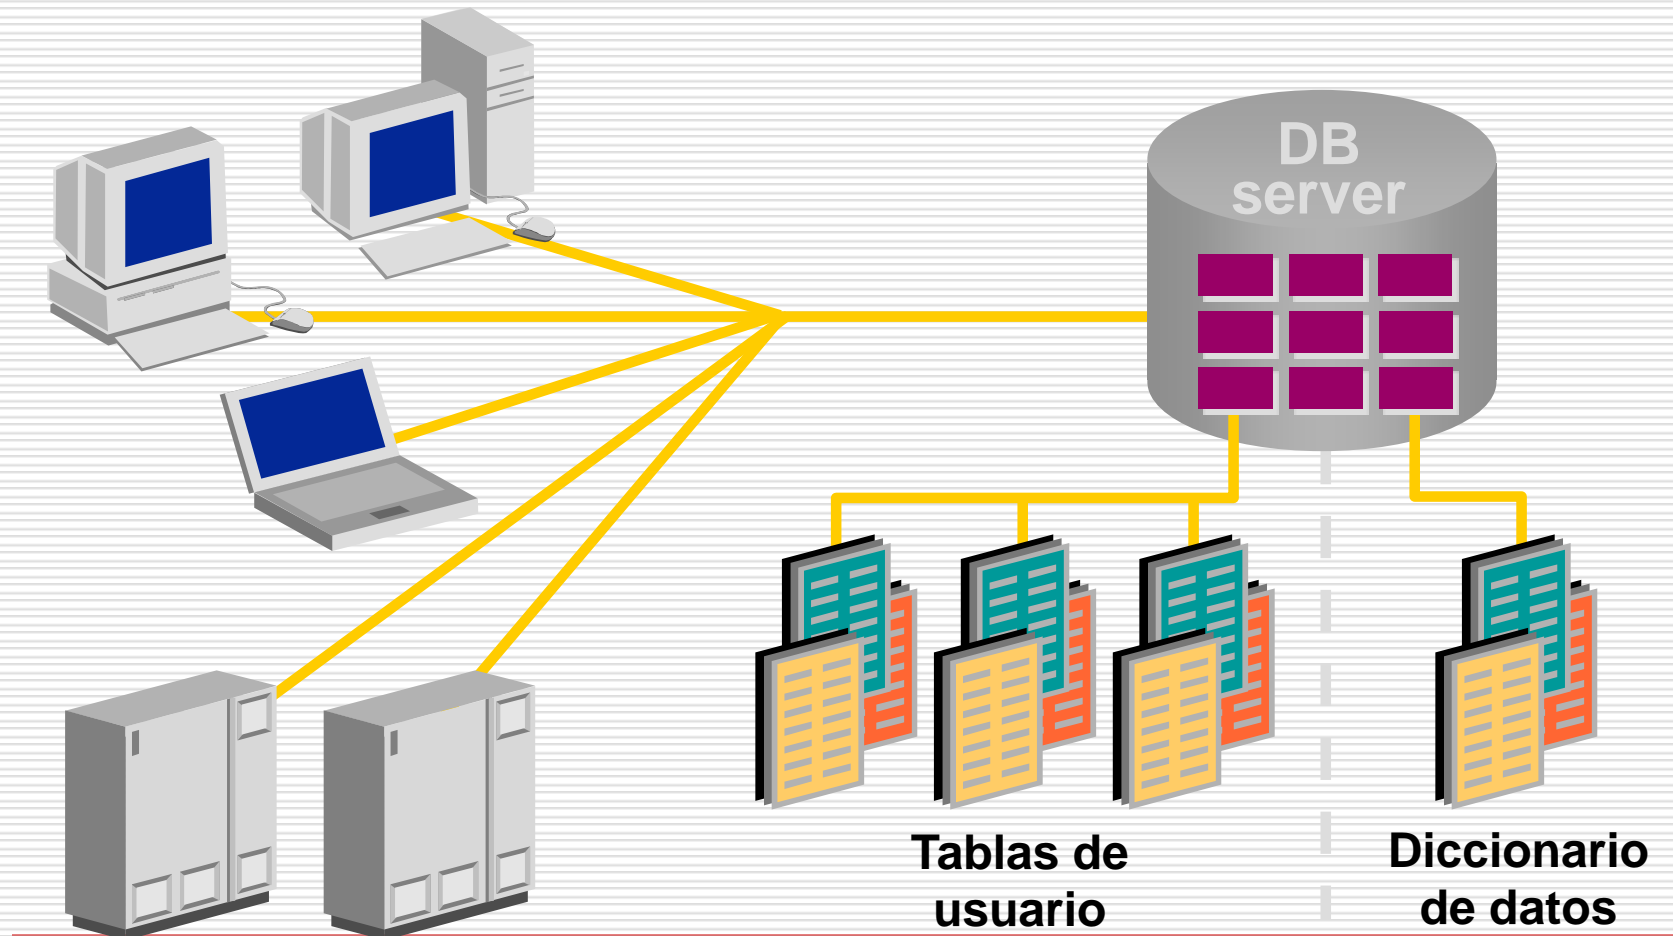 DB
server
Tablas de
usuario
Diccionario
de datos